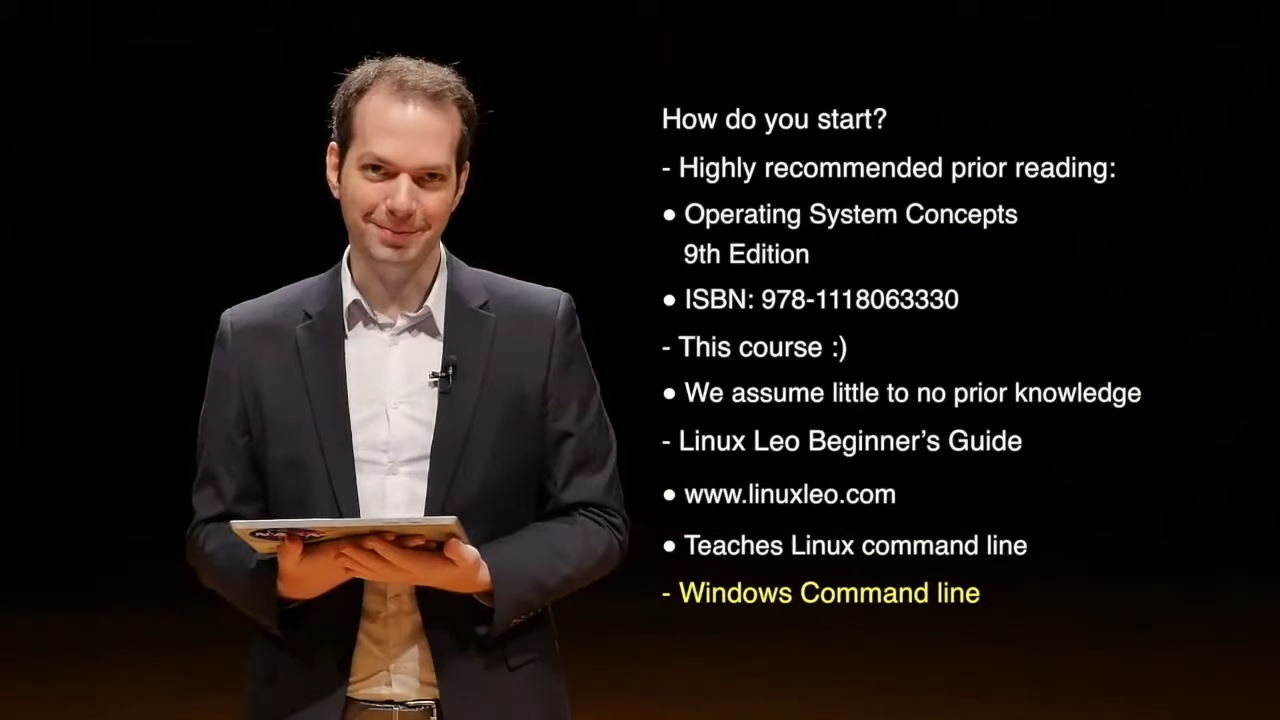 How do you start?
- Highly recommended prior reading:
● Operating System Concepts
9th Edition
● ISBN: 978-1118063330
- This course :)
● We assume little to no prior knowledge
- Linux Leo Beginner's Guide
● www.linuxleo.com
● Teaches Linux command line
- Windows Command line